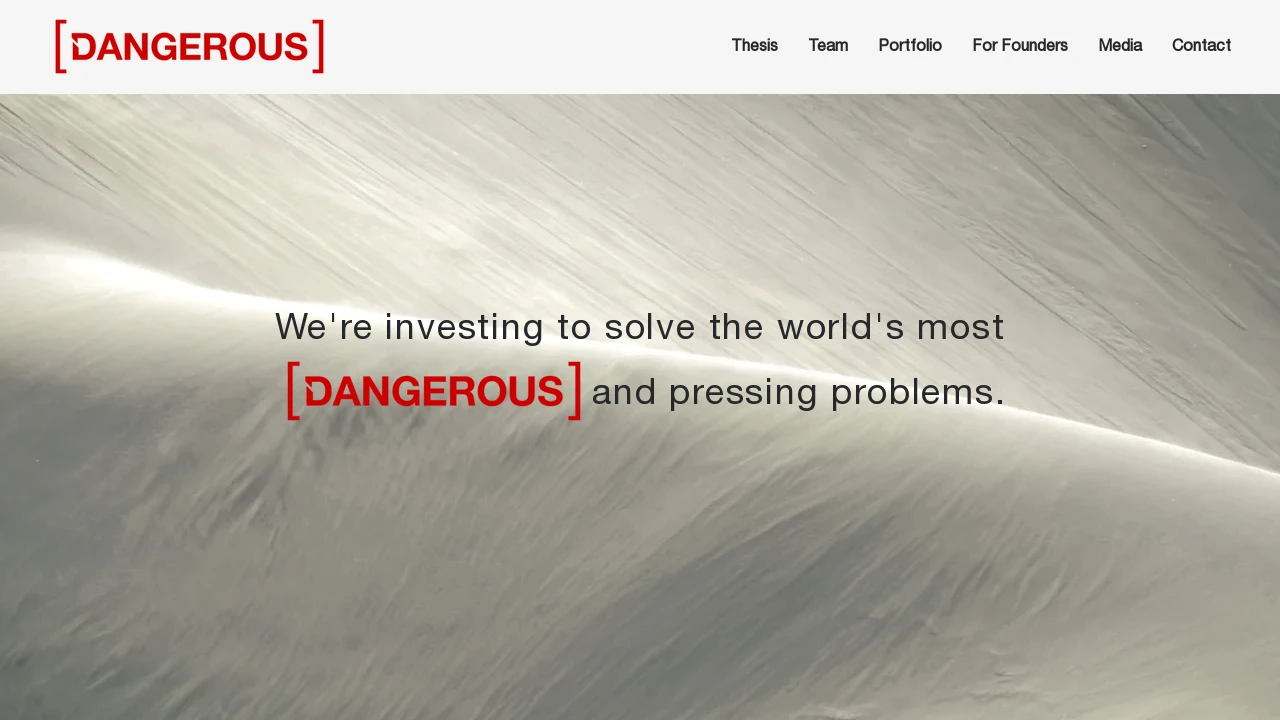 [DANGEROUS]
Thesis Team Portfolio For Founders Media Contact
We're investing to solve the world's most
[DANGEROUS] and pressing problems.